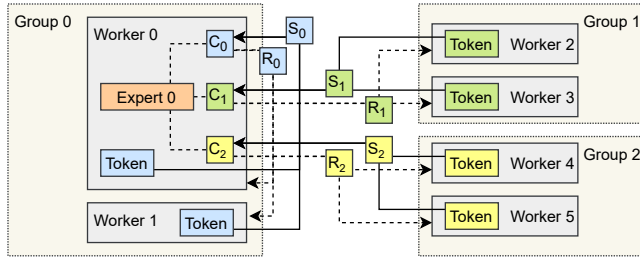 Group 0
Worker 0
C0
S0
R0
Expert 0
C1
S1
R1
C2
S2
R2
Token
Worker 1
Token
Group 1
Token Worker 2
Token Worker 3
Group 2
Token Worker 4
Token Worker 5